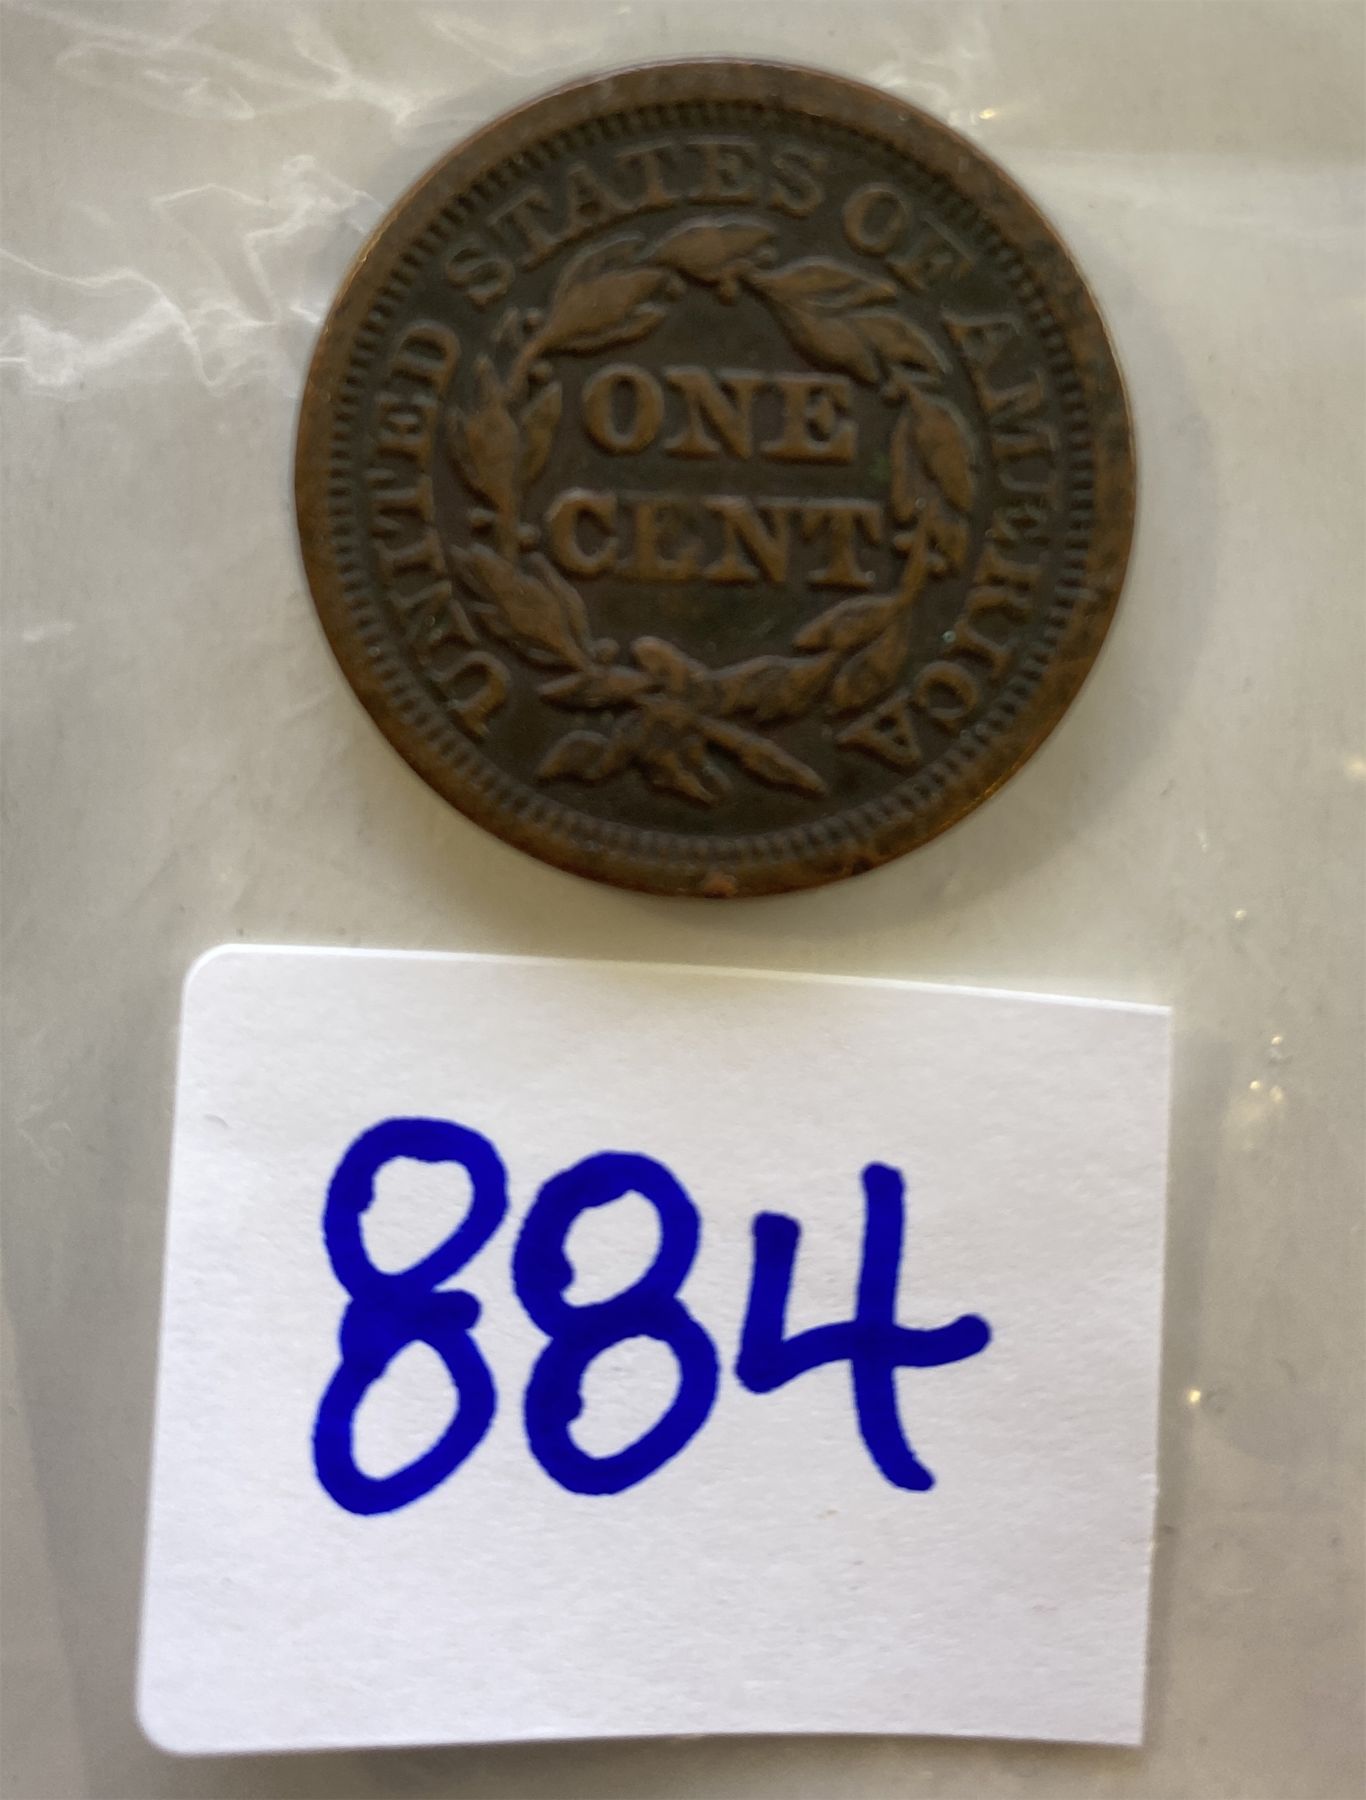 UNITED STATES OF AMERICA
ONE
CENT
884